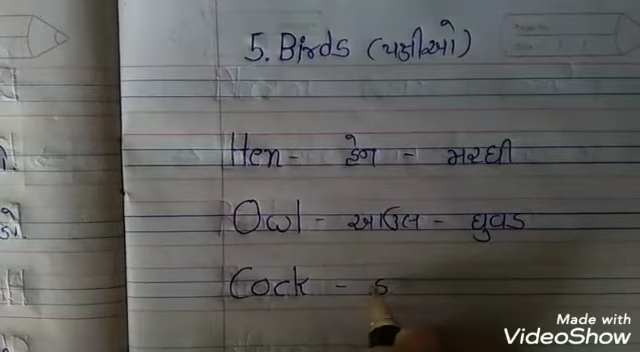 5. Birds (પક્ષીઓ)
Hen - હેન - મરઘી
Owl - આઉલ - ઘુવડ
Cock - ક
Made with
VideoShow